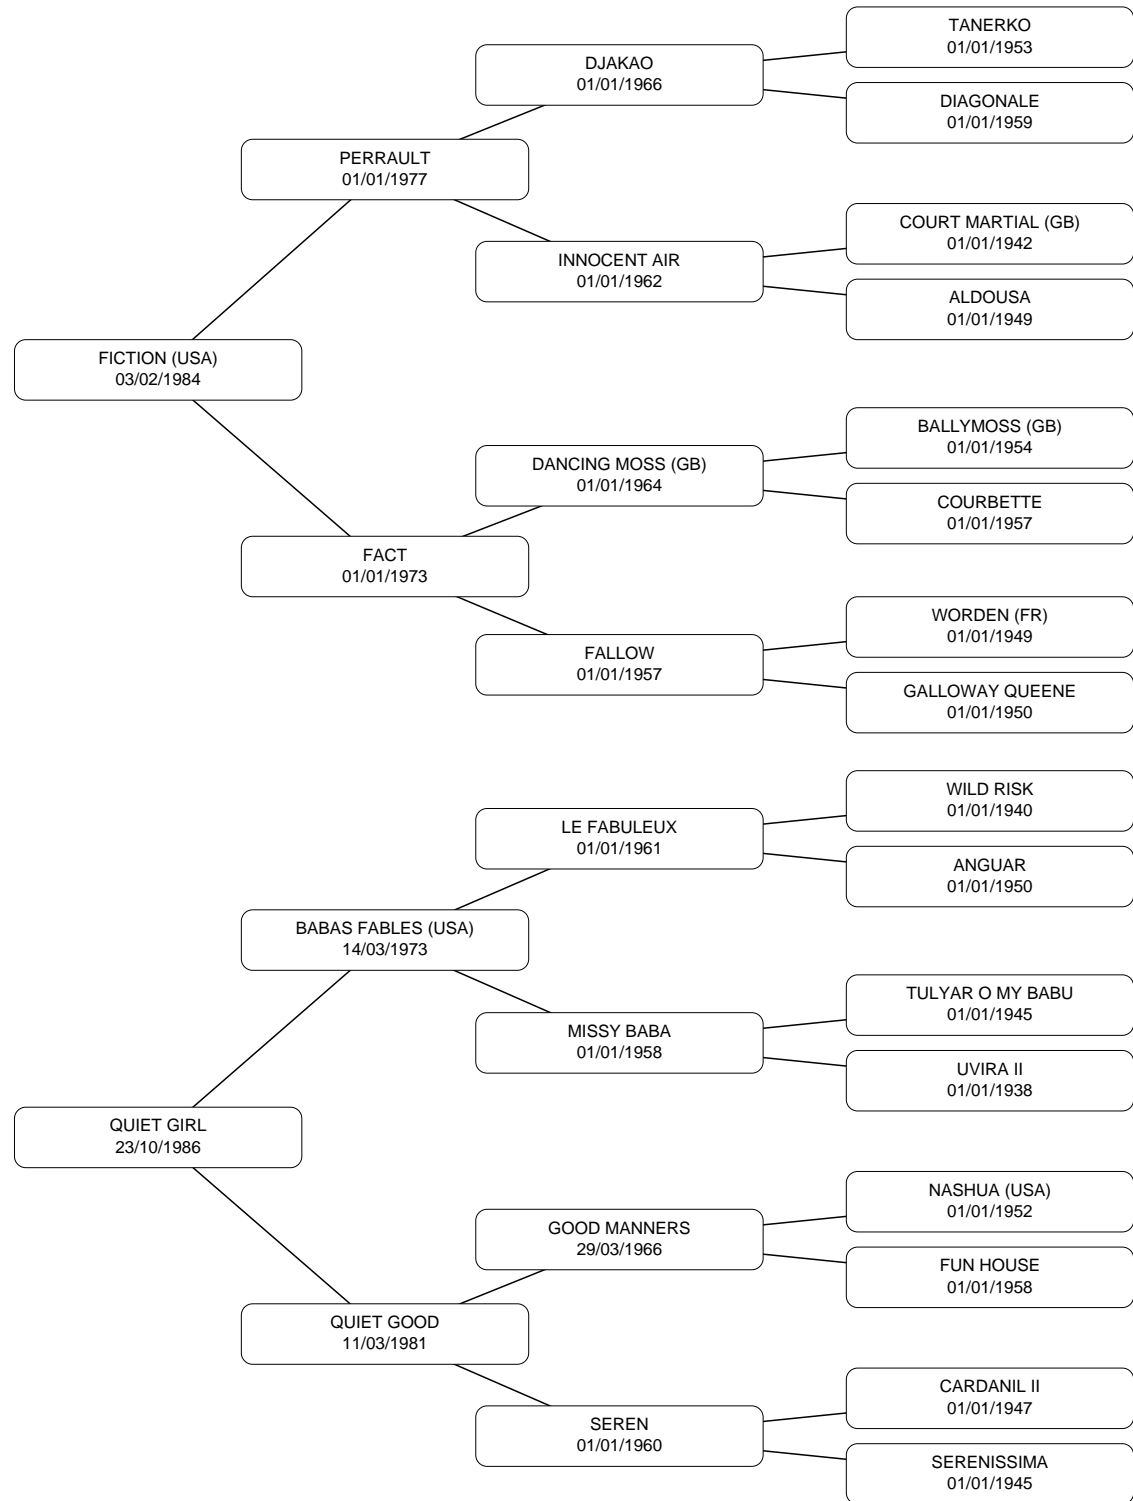 TANERKO
01/01/1953
DJAKAO
01/01/1966
DIAGONALE
01/01/1959
PERRAULT
01/01/1977
COURT MARTIAL (GB)
01/01/1942
INNOCENT AIR
01/01/1962
ALDOUSA
01/01/1949
FICTION (USA)
03/02/1984
BALLYMOSS (GB)
01/01/1954
DANCING MOSS (GB)
01/01/1964
COURBETTE
01/01/1957
FACT
01/01/1973
WORDEN (FR)
01/01/1949
FALLOW
01/01/1957
GALLOWAY QUEENE
01/01/1950
WILD RISK
01/01/1940
LE FABULEUX
01/01/1961
ANGUAR
01/01/1950
BABAS FABLES (USA)
14/03/1973
TULYAR O MY BABU
01/01/1945
MISSY BABA
01/01/1958
UVIRA II
01/01/1938
QUIET GIRL
23/10/1986
NASHUA (USA)
01/01/1952
GOOD MANNERS
29/03/1966
FUN HOUSE
01/01/1958
QUIET GOOD
11/03/1981
CARDANIL II
01/01/1947
SEREN
01/01/1960
SERENISSIMA
01/01/1945